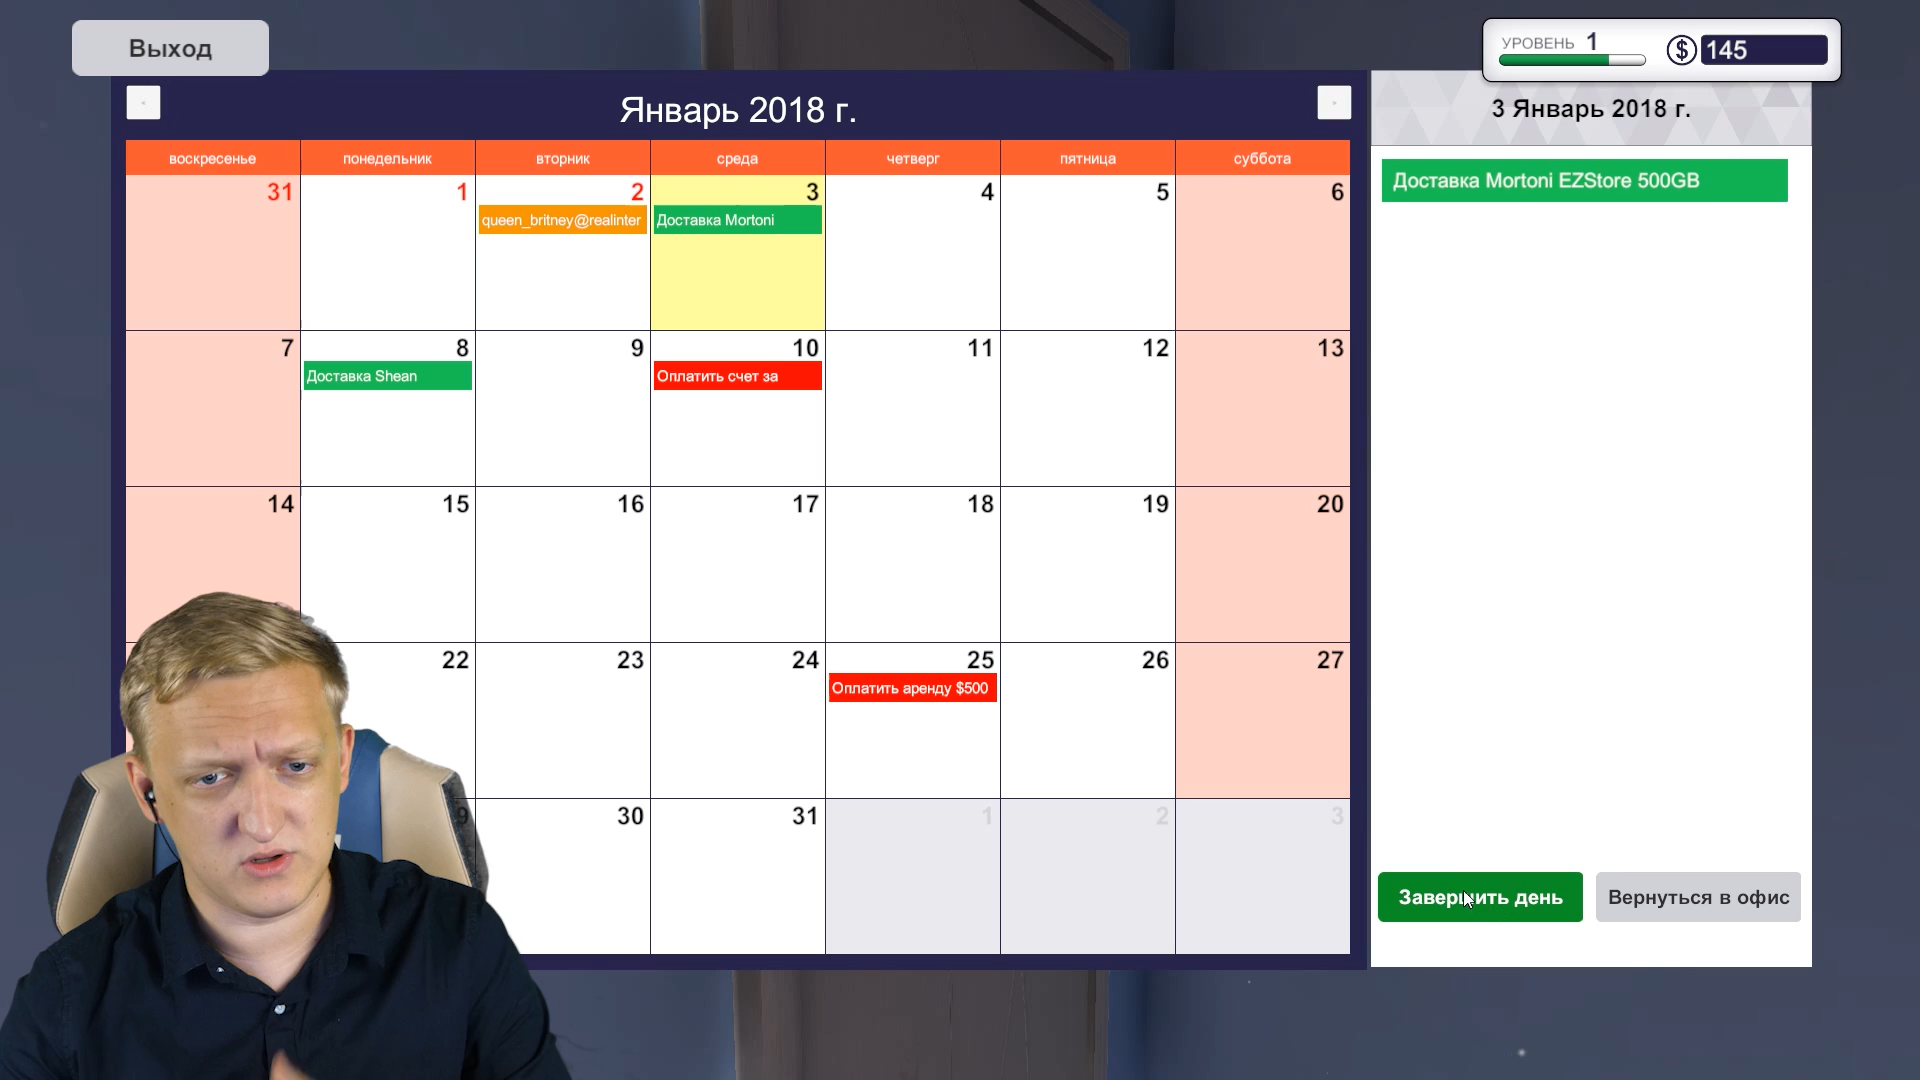 Выход
УРОВЕНЬ 1
$ 145
Январь 2018 г.
3 Январь 2018 г.
воскресенье понедельник вторник среда четверг пятница суббота
31 1 2 3 4 5 6
queen_britney@realinter Доставка Mortoni
7 8 9 10 11 12 13
Доставка Shean Оплатить счет за
14 15 16 17 18 19 20
22 23 24 25 26 27
Оплатить аренду $500
9 30 31 1 2 3
Доставка Mortoni EZStore 500GB
Завершить день
Вернуться в офис